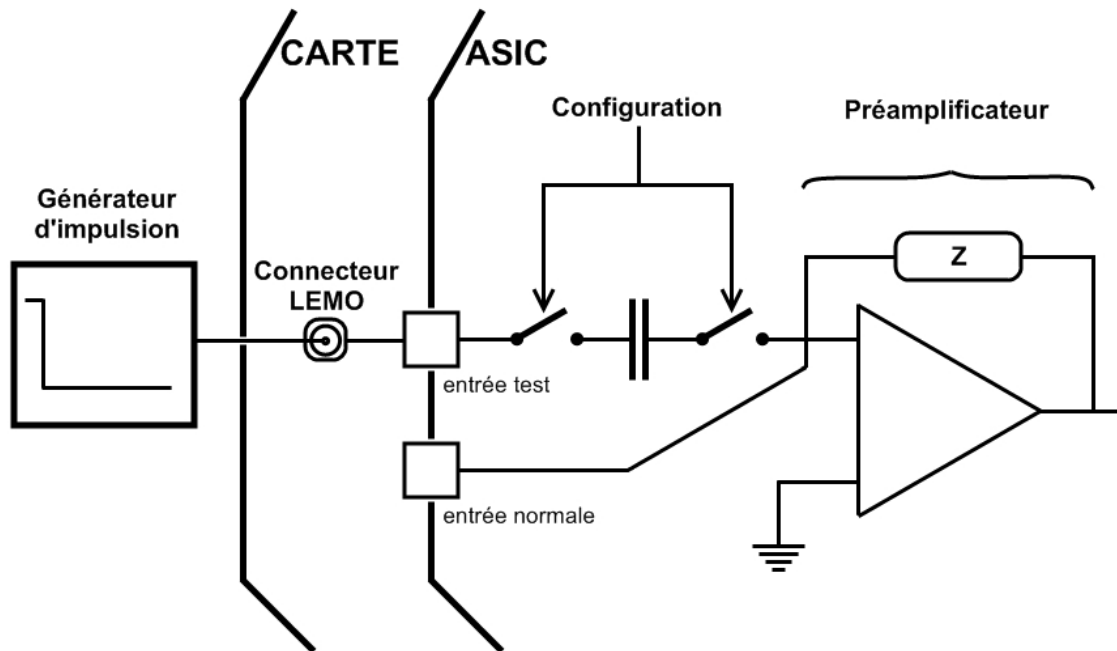 CARTE
ASIC
Configuration
Préamplificateur
Générateur
d'impulsion
Connecteur
LEMO
Z
entrée test
entrée normale